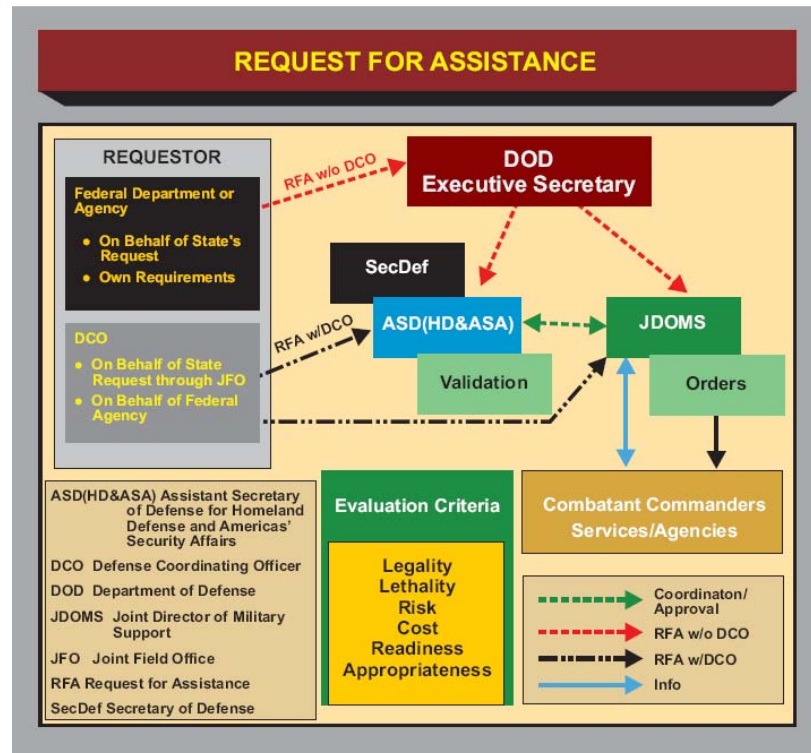 REQUEST FOR ASSISTANCE
REQUESTOR
Federal Department or
Agency
● On Behalf of State's
Request
● Own Requirements
DCO
● On Behalf of State
Request through JFO
● On Behalf of Federal
Agency
RFA w/o DCO
DOD
Executive Secretary
SecDef
RFA w/DCO
ASD(HD&ASA)
Validation
JDOMS
Orders
ASD(HD&ASA) Assistant Secretary
of Defense for Homeland
Defense and Americas'
Security Affairs
DCO Defense Coordinating Officer
DOD Department of Defense
JDOMS Joint Director of Military
Support
JFO Joint Field Office
RFA Request for Assistance
SecDef Secretary of Defense
Evaluation Criteria
Legality
Lethality
Risk
Cost
Readiness
Appropriateness
Combatant Commanders
Services/Agencies
Coordinaton/
Approval
RFA w/o DCO
RFA w/DCO
Info